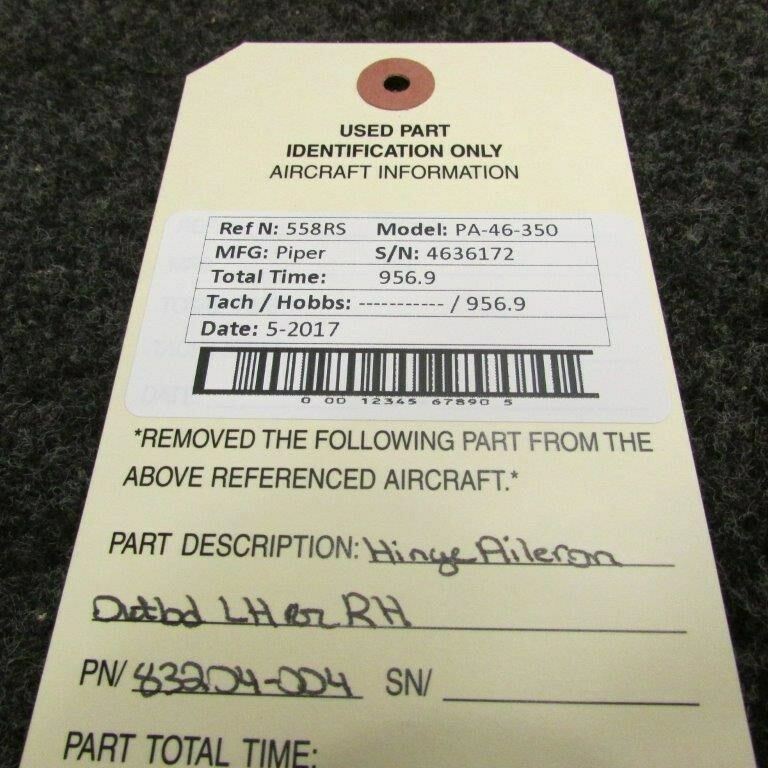 USED PART
IDENTIFICATION ONLY
AIRCRAFT INFORMATION
Ref N: 558RS Model: PA-46-350
MFG: Piper S/N: 4636172
Total Time: 956.9
Tach / Hobbs: ----------- / 956.9
Date: 5-2017
0 00 12345 67890 5
*REMOVED THE FOLLOWING PART FROM THE
ABOVE REFERENCED AIRCRAFT.*
PART DESCRIPTION: Hinge Aileron
Outbd LH or RH
PN/ 83204-004 SN/
PART TOTAL TIME: